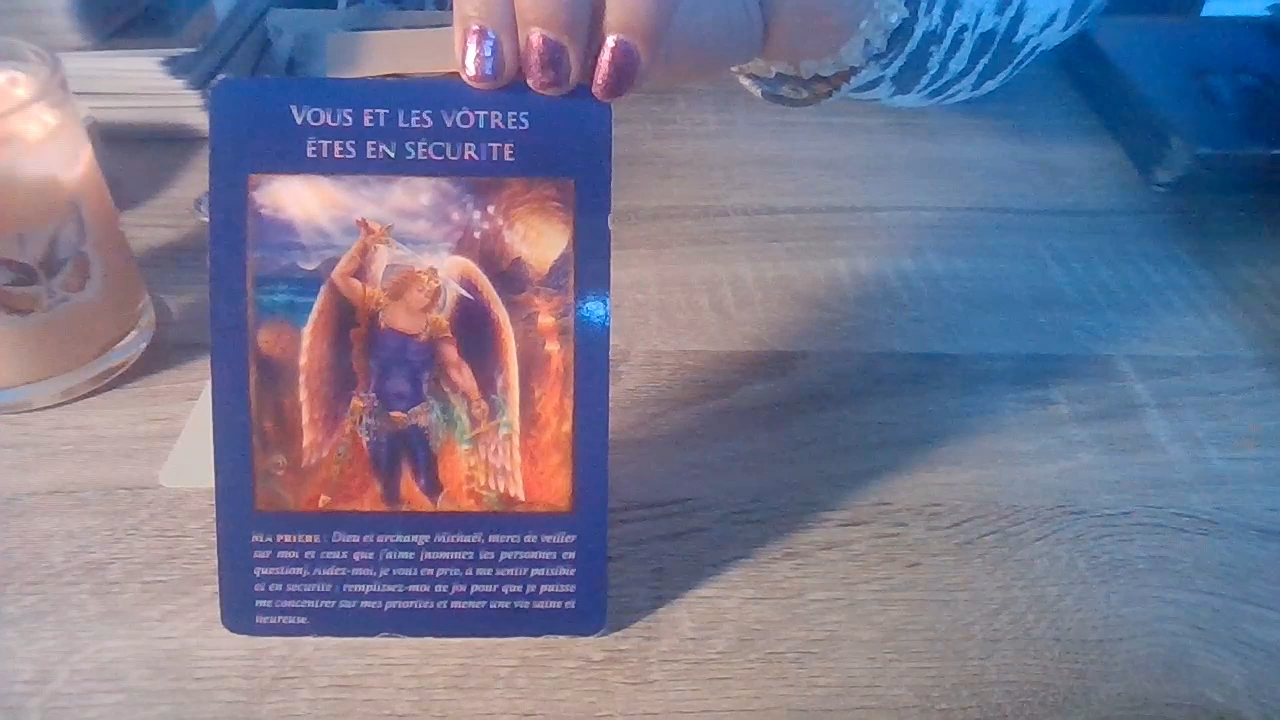 VOUS ET LES VÔTRES
ÊTES EN SÉCURITÉ
MA PRIÈRE : Dieu et archange Michaël, merci de veiller
sur moi et ceux que j'aime [nommez les personnes en
question]. Aidez-moi, je vous en prie, à me sentir paisible
et en sécurité ; remplissez-moi de joi pour que je puisse
me concentrer sur mes priorités et mener une vie saine et
heureuse.